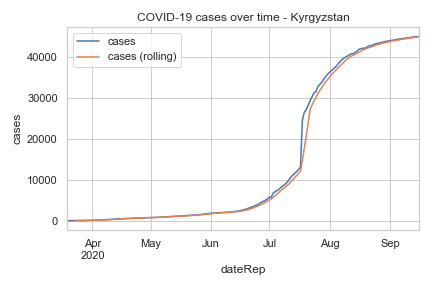 COVID-19 cases over time - Kyrgyzstan
cases
cases (rolling)
40000
30000
20000
10000
0
cases
Apr
2020
May
Jun
Jul
Aug
Sep
dateRep